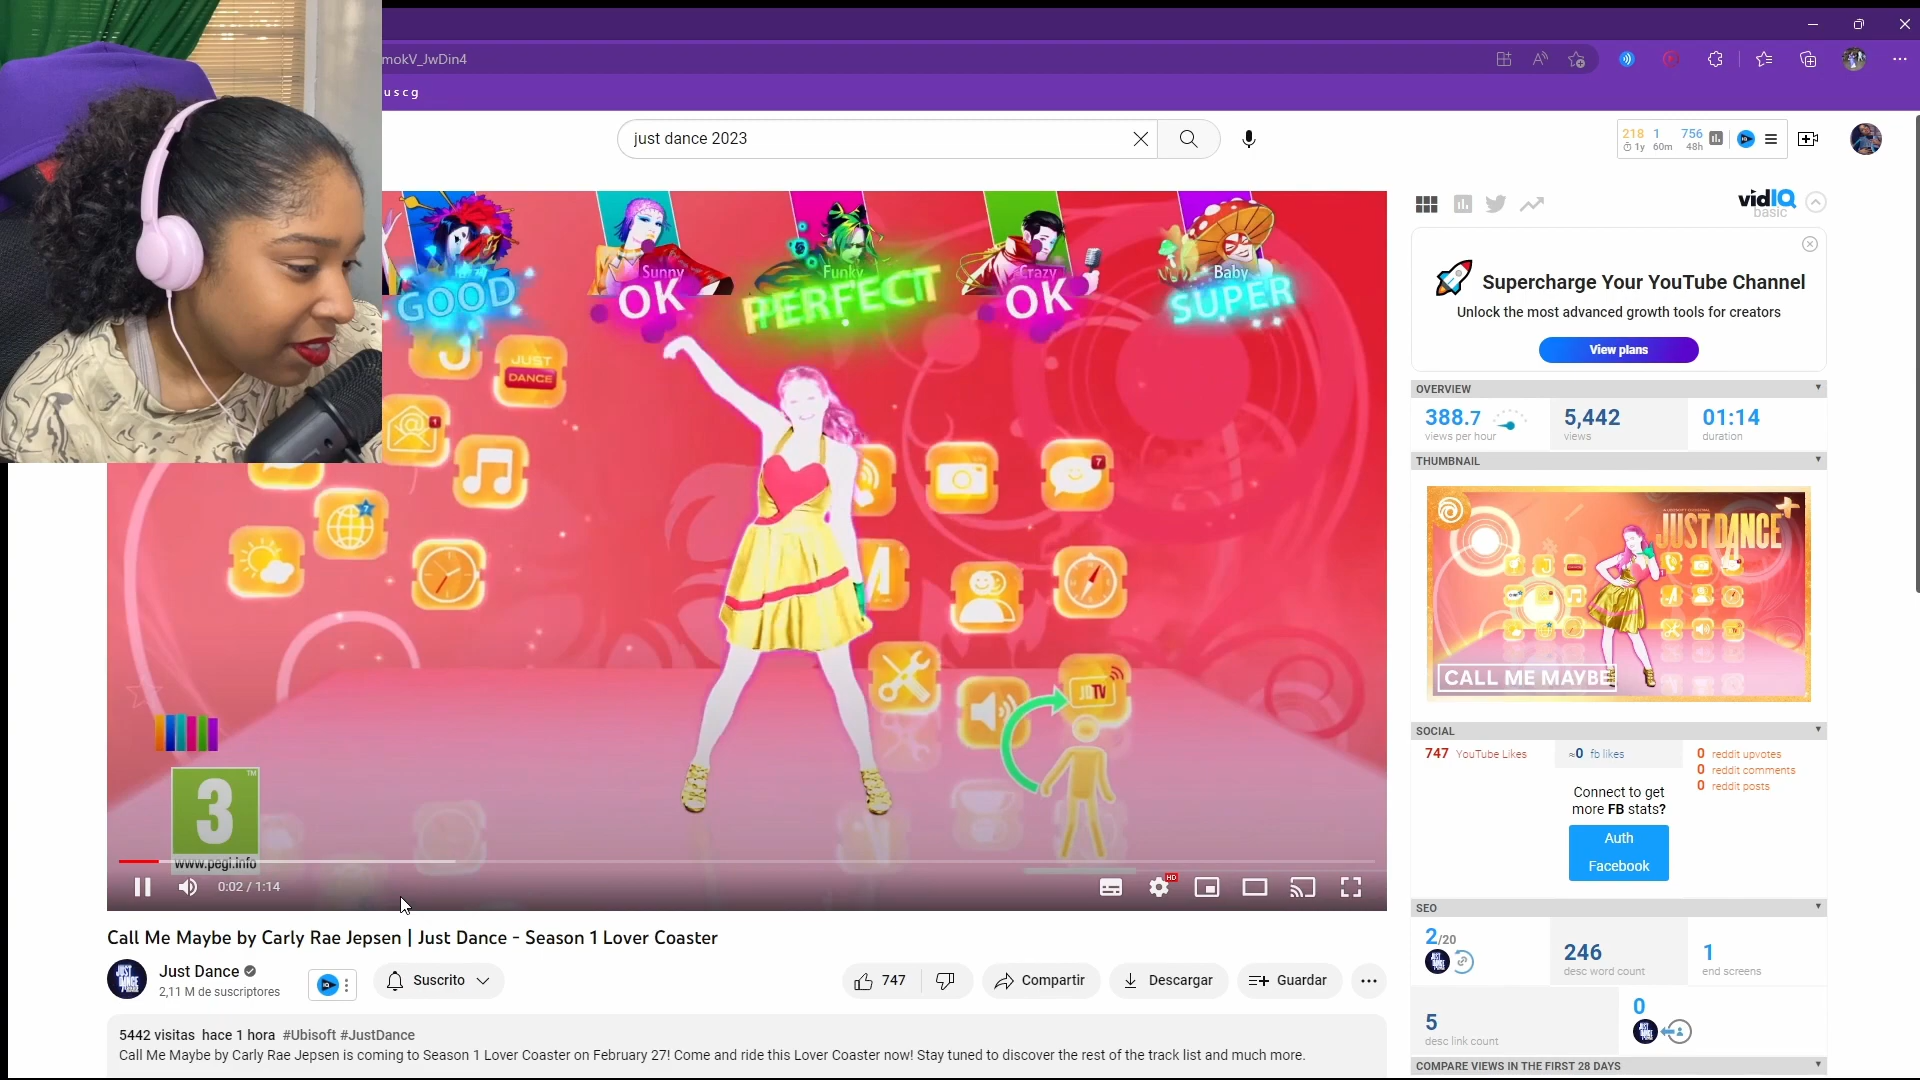 mokV_JwDin4
uscg
just dance 2023
218 1 756
1y 60m 48h
vidIQ
basic
Supercharge Your YouTube Channel
Unlock the most advanced growth tools for creators
View plans
Sunny
Funky
Crazy
Baby
GOOD
OK
PERFECT
OK
SUPER
JUST
DANCE
JDTV
3
www.pegi.info
0:02 / 1:14
HD
OVERVIEW
388.7 5,442 01:14
views per hour views duration
THUMBNAIL
JUST DANCE
CALL ME MAYBE
SOCIAL
747 YouTube Likes
≈0 fb likes
0 reddit upvotes
0 reddit comments
0 reddit posts
Connect to get
more FB stats?
Auth
Facebook
SEO
2/20
246
desc word count
1
end screens
5
desc link count
0
COMPARE VIEWS IN THE FIRST 28 DAYS
Call Me Maybe by Carly Rae Jepsen | Just Dance - Season 1 Lover Coaster
Just Dance
2,11 M de suscriptores
Suscrito
747
Compartir
Descargar
Guardar
5442 visitas hace 1 hora #Ubisoft #JustDance
Call Me Maybe by Carly Rae Jepsen is coming to Season 1 Lover Coaster on February 27! Come and ride this Lover Coaster now! Stay tuned to discover the rest of the track list and much more.